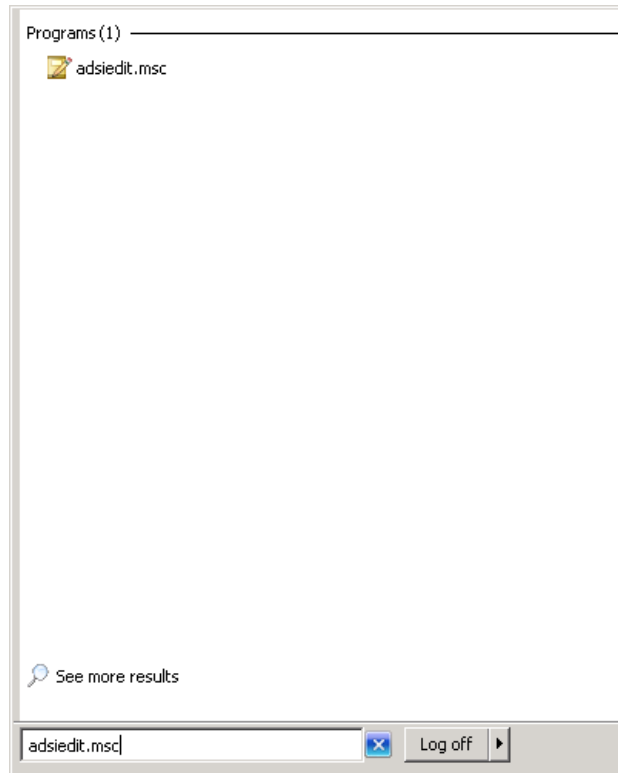 Programs (1)
adsiedit.msc
See more results
adsiedit.msc
Log off